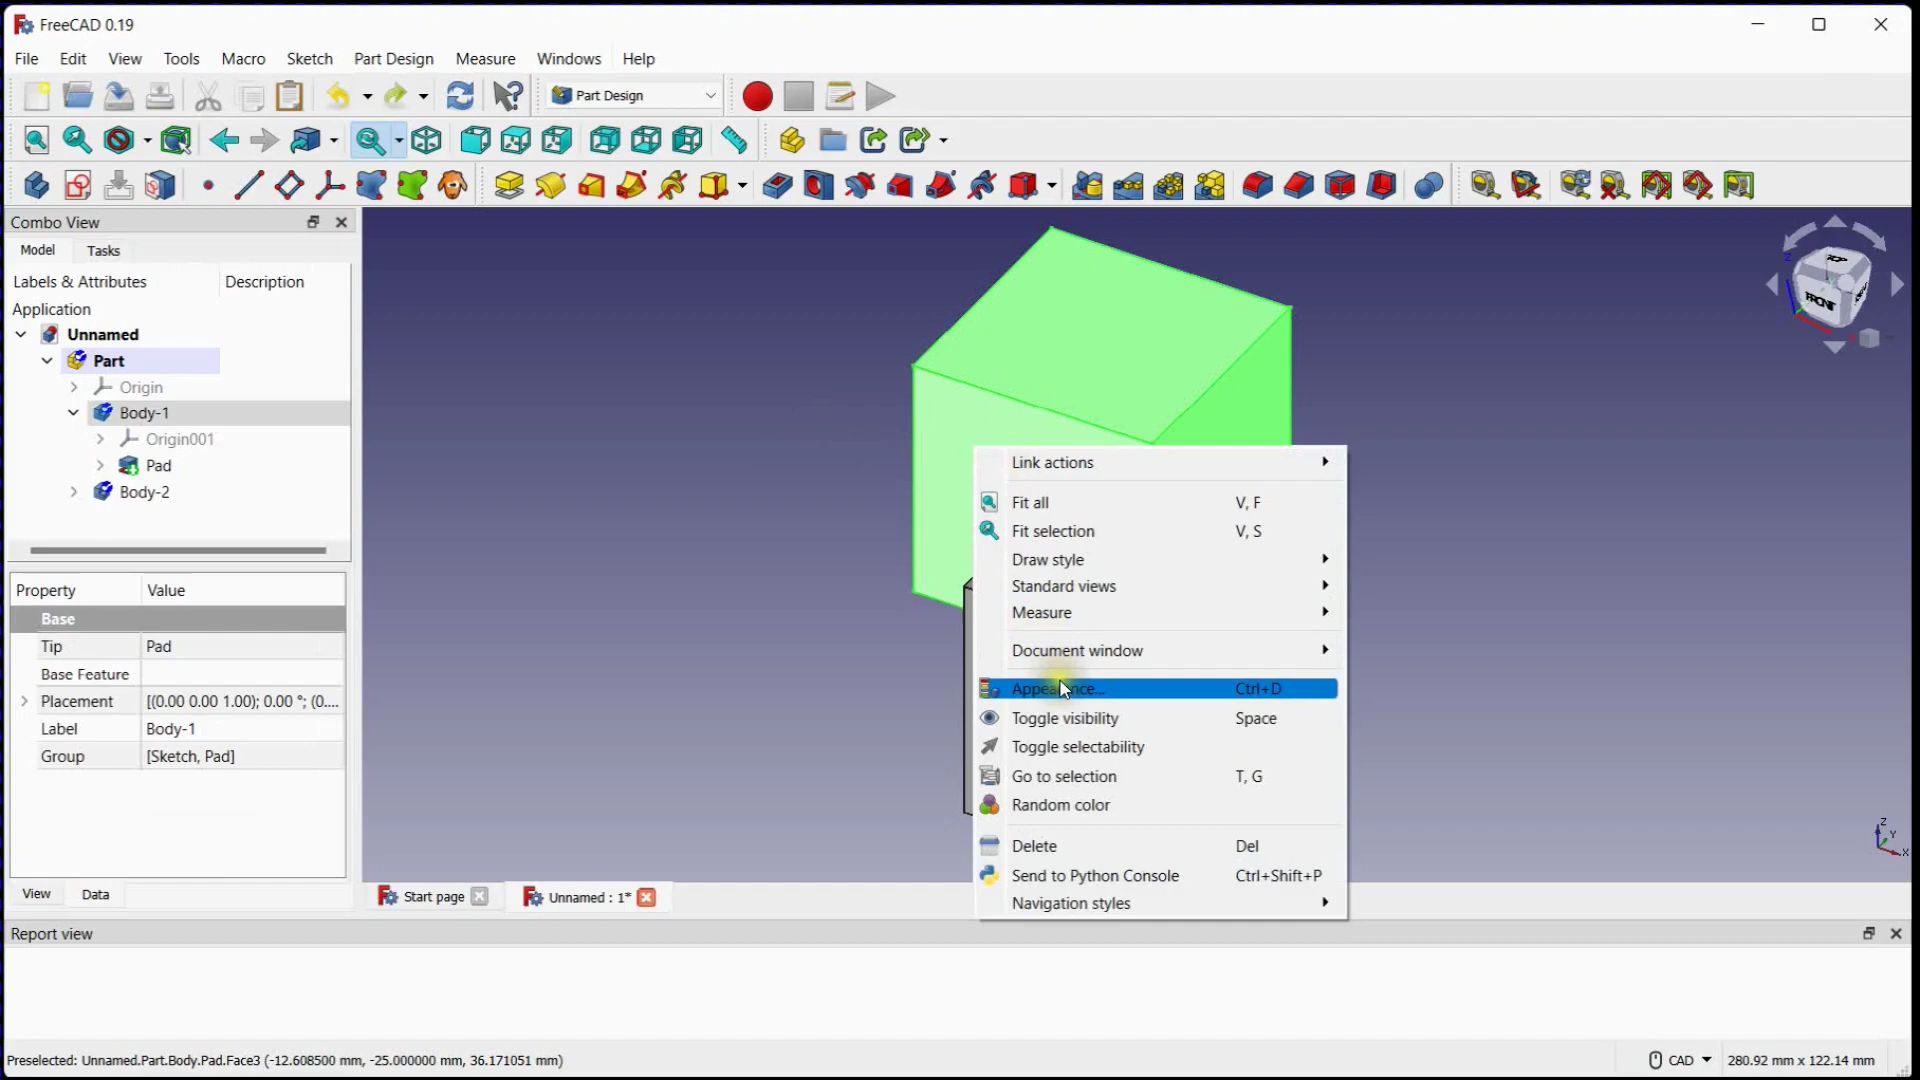 FreeCAD 0.19
File Edit View Tools Macro Sketch Part Design Measure Windows Help
Part Design
Combo View
Model Tasks
Labels & Attributes Description
Application
Unnamed
Part
Origin
Body-1
Origin001
Pad
Body-2
Property Value
Base
Tip Pad
Base Feature
Placement [(0.00 0.00 1.00); 0.00 °; (0....
Label Body-1
Group [Sketch, Pad]
View Data
TOP
FRONT
Z
Z
Y
X
Link actions
Fit all V, F
Fit selection V, S
Draw style
Standard views
Measure
Document window
Appearance... Ctrl+D
Toggle visibility Space
Toggle selectability
Go to selection T, G
Random color
Delete Del
Send to Python Console Ctrl+Shift+P
Navigation styles
Start page Unnamed : 1*
Report view
Preselected: Unnamed.Part.Body.Pad.Face3 (-12.608500 mm, -25.000000 mm, 36.171051 mm)
CAD 280.92 mm x 122.14 mm